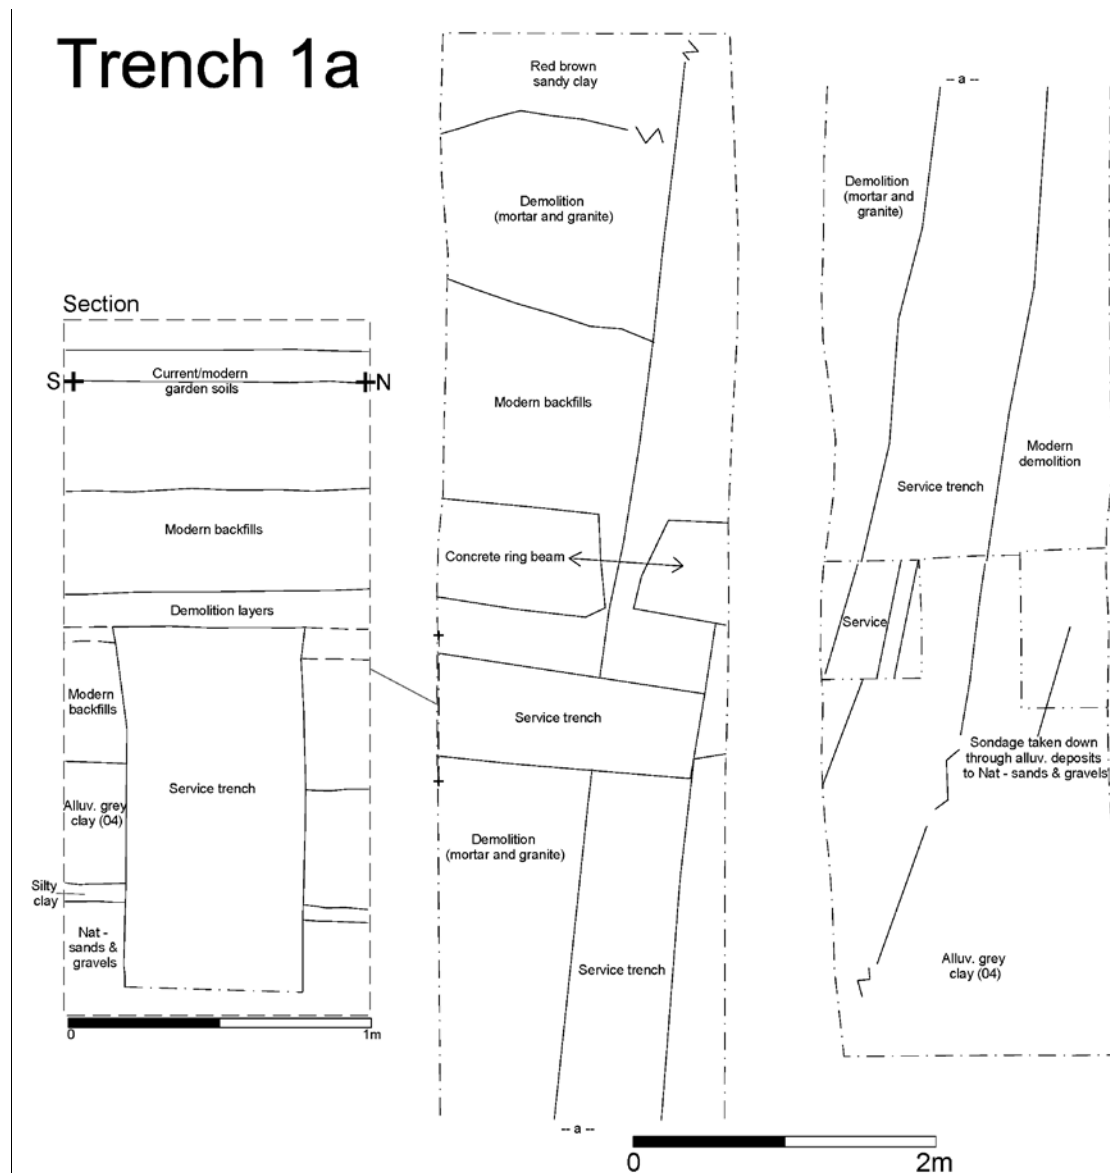 Trench 1a
Section
S
N
Current/modern
garden soils
Modern backfills
Demolition layers
Modern
backfills
Service trench
Alluv. grey
clay (04)
Silty
clay
Nat -
sands &
gravels
0
1m
Red brown
sandy clay
Demolition
(mortar and granite)
Modern backfills
Concrete ring beam
Service trench
Demolition
(mortar and granite)
Service trench
-- a --
-- a --
Demolition
(mortar and
granite)
Modern
demolition
Service trench
Service
Sondage taken down
through alluv. deposits
to Nat - sands & gravels
Alluv. grey
clay (04)
0
2m